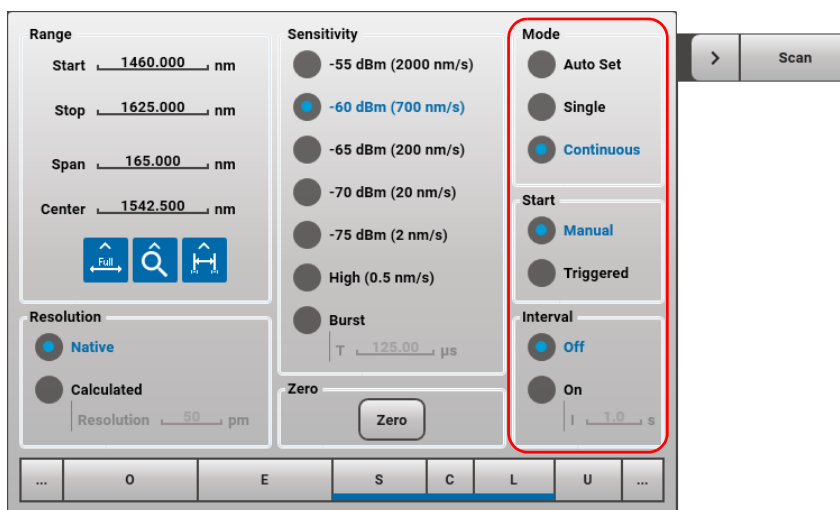 Range
Start 1460.000 nm
Stop 1625.000 nm
Span 165.000 nm
Center 1542.500 nm
Full
Resolution
Native
Calculated
Resolution 50 pm
Sensitivity
-55 dBm (2000 nm/s)
-60 dBm (700 nm/s)
-65 dBm (200 nm/s)
-70 dBm (20 nm/s)
-75 dBm (2 nm/s)
High (0.5 nm/s)
Burst
T 125.00 µs
Zero
Zero
Mode
Auto Set
Single
Continuous
Start
Manual
Triggered
Interval
Off
On
I 1.0 s
... O E S C L U ...
> Scan